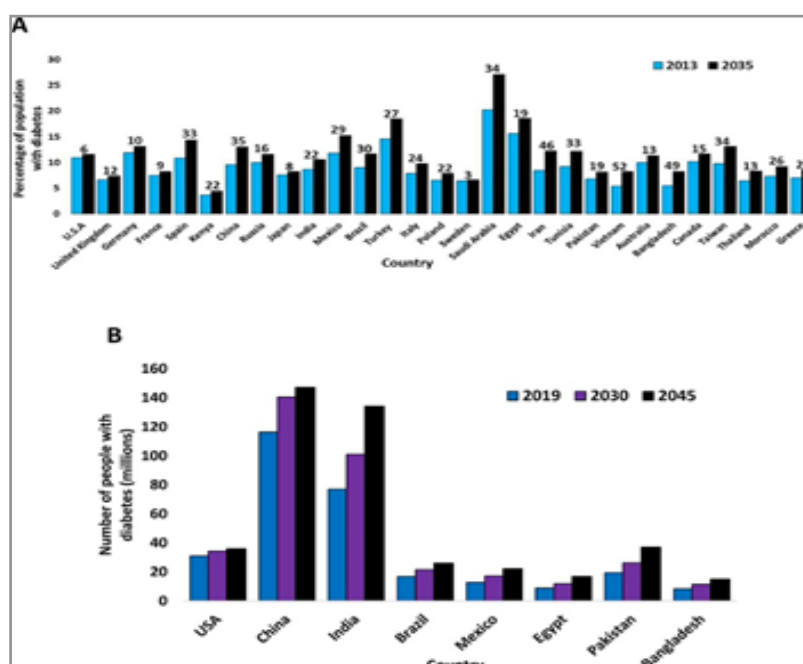 A
Percentage of population
with diabetes
30
25
20
15
10
5
0
2013
2035
6
12
10
9
33
22
35
16
8
22
29
30
27
24
22
3
34
19
46
33
19
52
13
49
15
34
13
26
U.S.A
United Kingdom
Germany
France
Spain
Kenya
China
Russia
Japan
India
Mexico
Brazil
Turkey
Italy
Poland
Sweden
Saudi Arabia
Egypt
Iran
Tunisia
Pakistan
Vietnam
Australia
Bangladesh
Canada
Taiwan
Thailand
Morocco
Greece
Country
B
Number of people with
diabetes (millions)
160
140
120
100
80
60
40
20
0
2019
2030
2045
USA
China
India
Brazil
Mexico
Egypt
Pakistan
Bangladesh